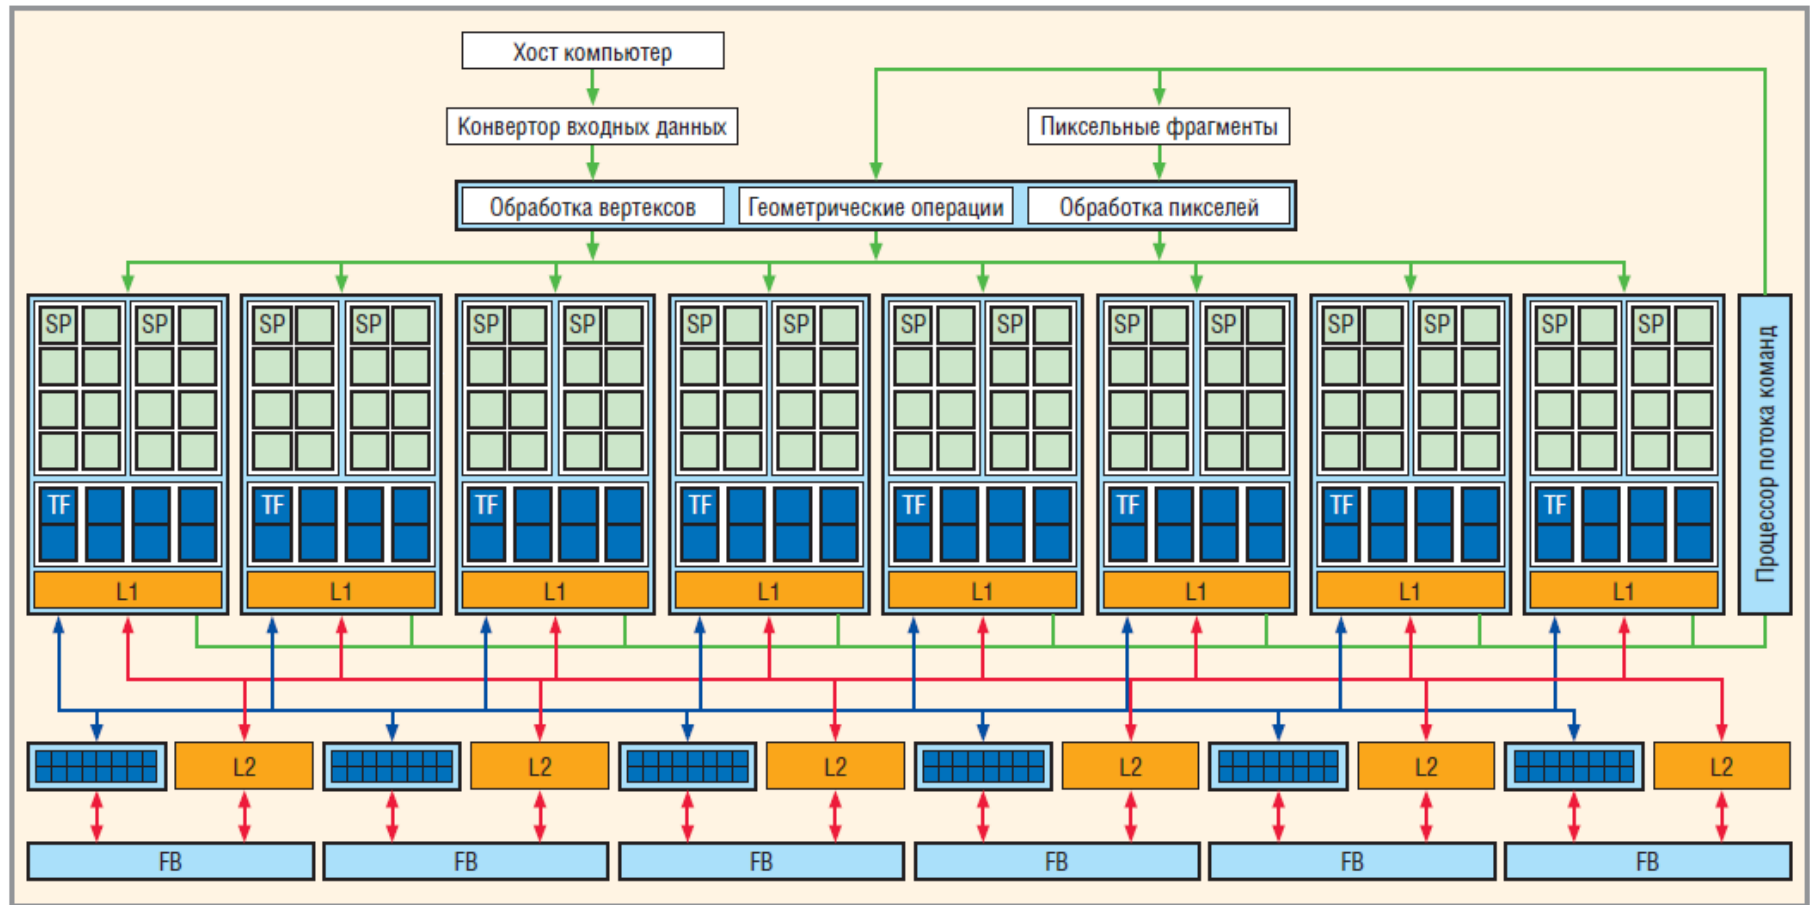 Хост компьютер
Конвертор входных данных
Пиксельные фрагменты
Обработка вертексов
Геометрические операции
Обработка пикселей
SP SP SP SP SP SP SP SP SP SP SP SP SP SP SP SP
Процессор потока команд
TF TF TF TF TF TF TF TF
L1 L1 L1 L1 L1 L1 L1 L1
L2 L2 L2 L2 L2 L2
FB FB FB FB FB FB